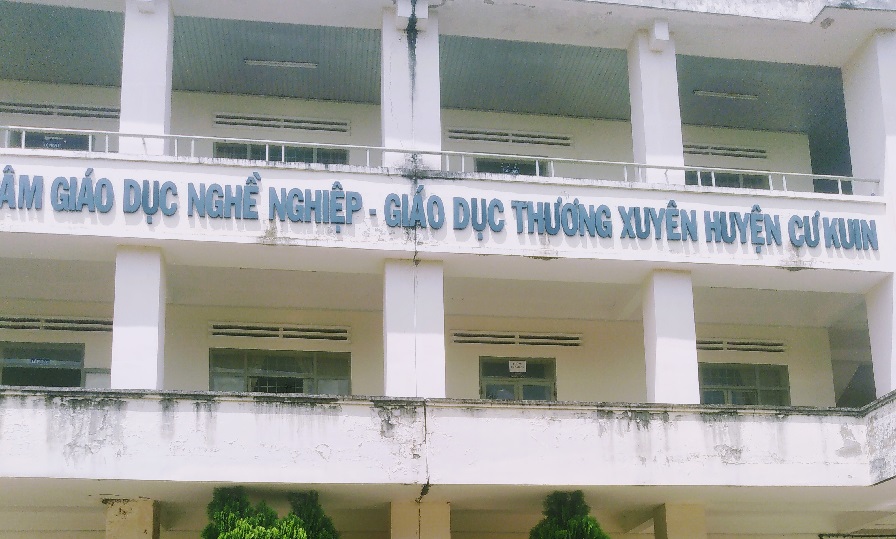 ÂM GIÁO DỤC NGHỀ NGHIỆP - GIÁO DỤC THƯƠNG XUYÊN HUYỆN CƯ KUIN